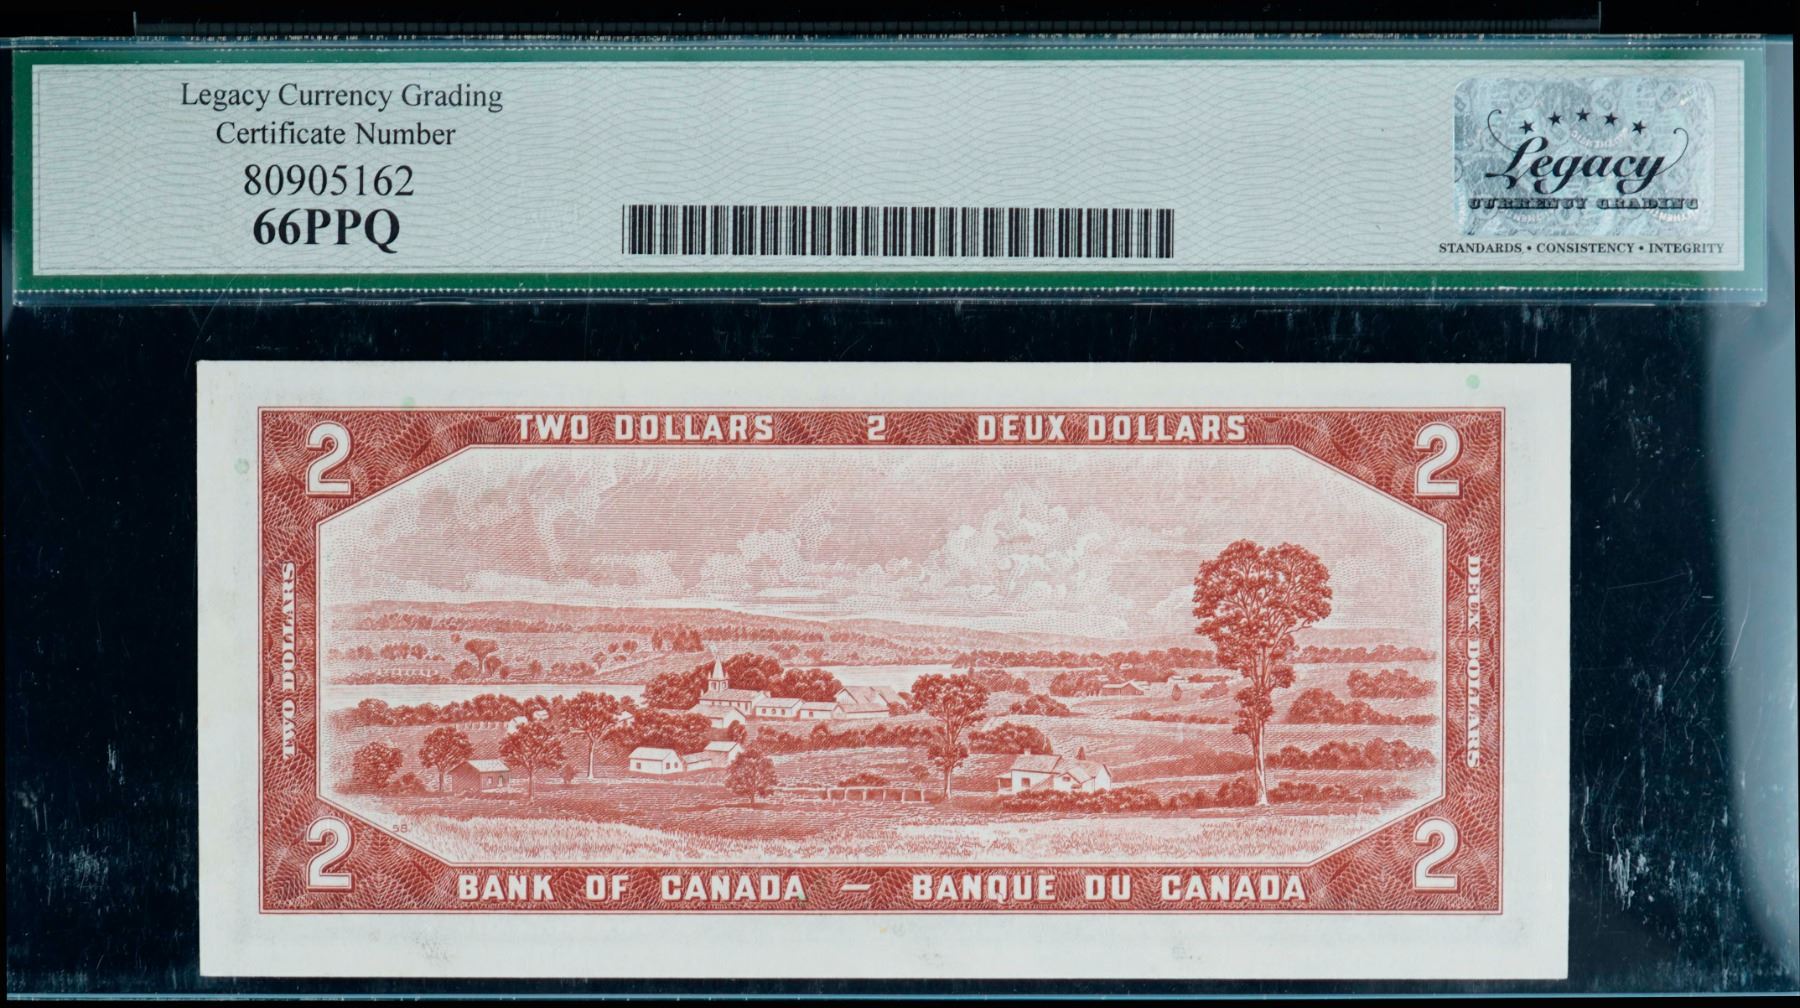 Legacy Currency Grading
Certificate Number
80905162
66PPQ
Legacy
CURRENCY GRADING
STANDARDS • CONSISTENCY • INTEGRITY
2 TWO DOLLARS 2 DEUX DOLLARS 2
TWO DOLLARS
DEUX DOLLARS
58
2 2
BANK OF CANADA — BANQUE DU CANADA